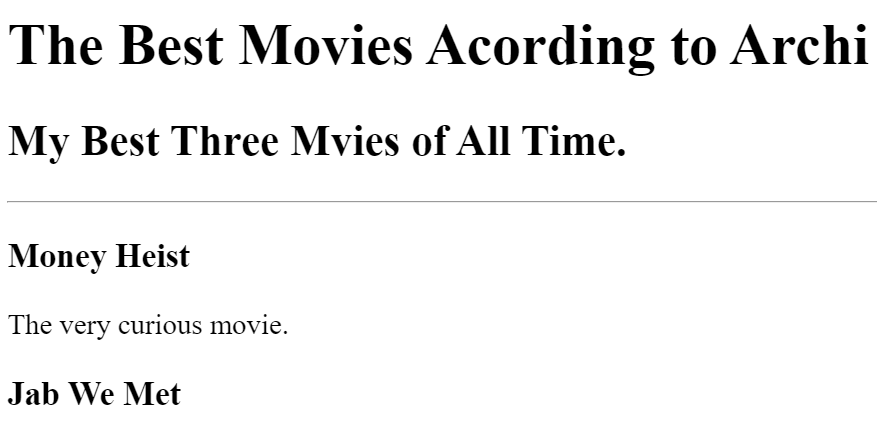 The Best Movies Acording to Archi
My Best Three Mvies of All Time.
Money Heist
The very curious movie.
Jab We Met